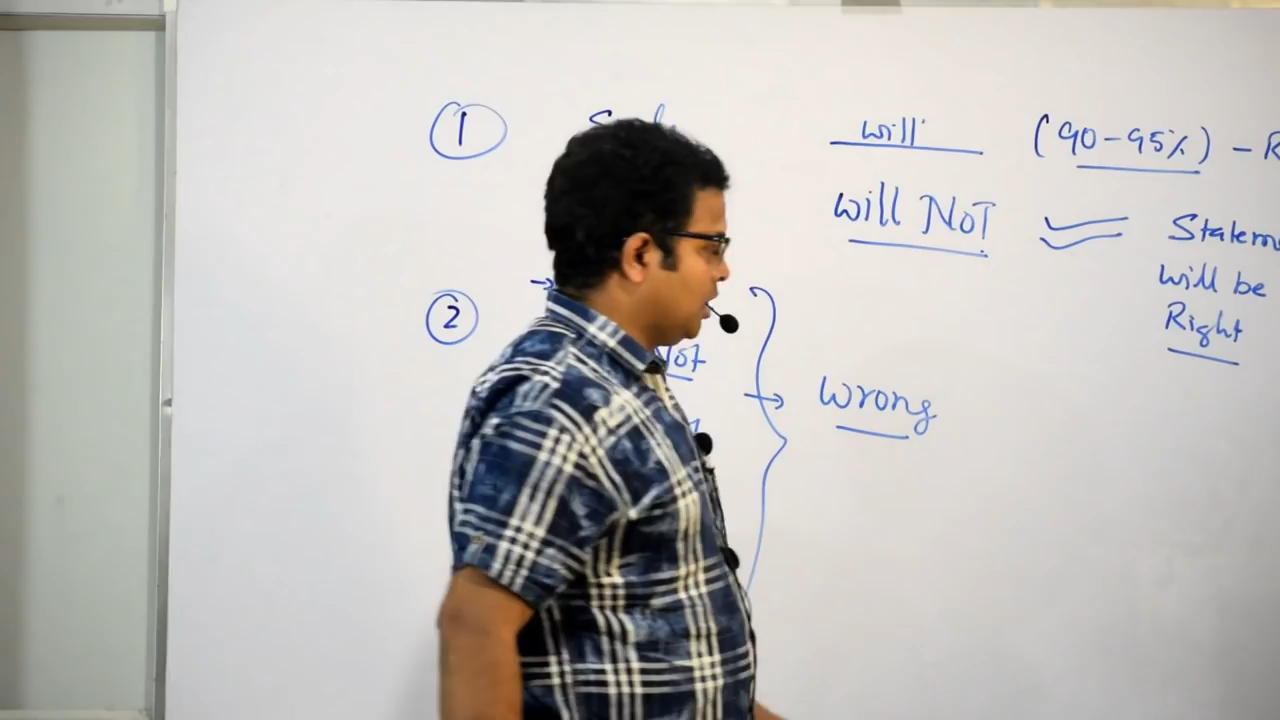 1 will (90-95%) -
will NOT Statem
will be
2 Right
Not
Wrong